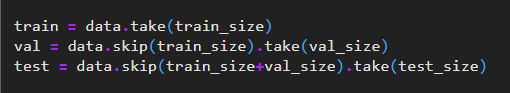 train = data.take(train_size)
val = data.skip(train_size).take(val_size)
test = data.skip(train_size+val_size).take(test_size)